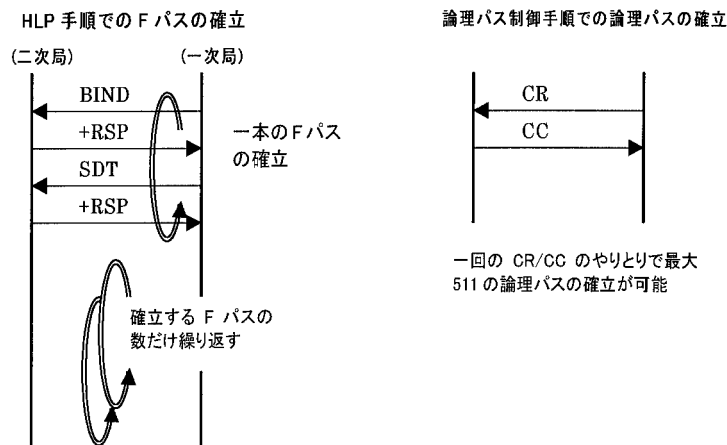 HLP 手順での F パスの確立
(二次局)
(一次局)
BIND
+RSP
SDT
+RSP
一本のFパス
の確立
確立する F パスの
数だけ繰り返す
論理パス制御手順での論理パスの確立
CR
CC
一回の CR/CC のやりとりで最大
511 の論理パスの確立が可能